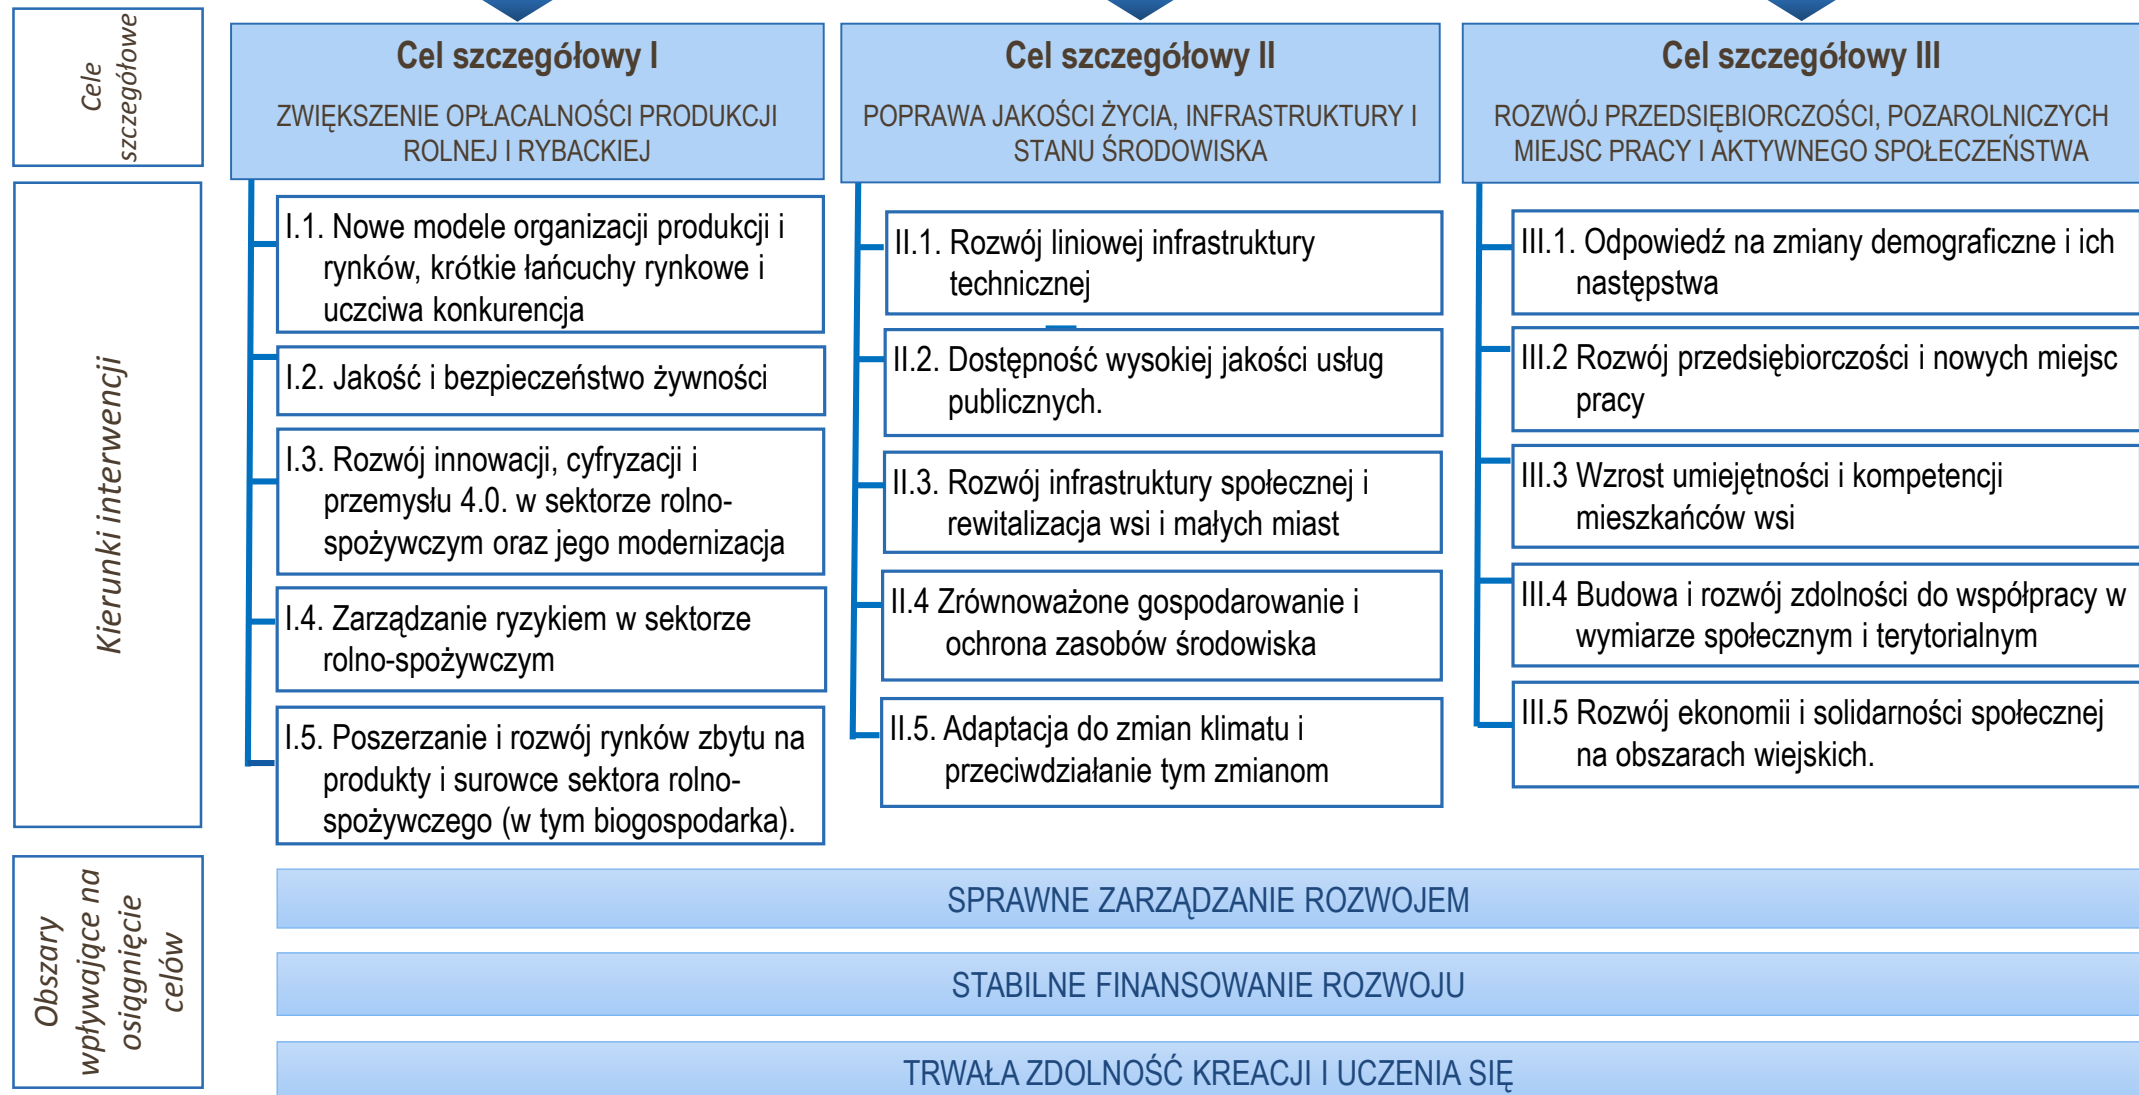 Cele
szczegółowe
Cel szczegółowy I
ZWIĘKSZENIE OPŁACALNOŚCI PRODUKCJI
ROLNEJ I RYBACKIEJ
Cel szczegółowy II
POPRAWA JAKOŚCI ŻYCIA, INFRASTRUKTURY I
STANU ŚRODOWISKA
Cel szczegółowy III
ROZWÓJ PRZEDSIĘBIORCZOŚCI, POZAROLNICZYCH
MIEJSC PRACY I AKTYWNEGO SPOŁECZEŃSTWA
Kierunki interwencji
I.1. Nowe modele organizacji produkcji i
rynków, krótkie łańcuchy rynkowe i
uczciwa konkurencja
I.2. Jakość i bezpieczeństwo żywności
I.3. Rozwój innowacji, cyfryzacji i
przemysłu 4.0. w sektorze rolno-
spożywczym oraz jego modernizacja
I.4. Zarządzanie ryzykiem w sektorze
rolno-spożywczym
I.5. Poszerzanie i rozwój rynków zbytu na
produkty i surowce sektora rolno-
spożywczego (w tym biogospodarka).
II.1. Rozwój liniowej infrastruktury
technicznej
II.2. Dostępność wysokiej jakości usług
publicznych.
II.3. Rozwój infrastruktury społecznej i
rewitalizacja wsi i małych miast
II.4 Zrównoważone gospodarowanie i
ochrona zasobów środowiska
II.5. Adaptacja do zmian klimatu i
przeciwdziałanie tym zmianom
III.1. Odpowiedź na zmiany demograficzne i ich
następstwa
III.2 Rozwój przedsiębiorczości i nowych miejsc
pracy
III.3 Wzrost umiejętności i kompetencji
mieszkańców wsi
III.4 Budowa i rozwój zdolności do współpracy w
wymiarze społecznym i terytorialnym
III.5 Rozwój ekonomii i solidarności społecznej
na obszarach wiejskich.
Obszary
wpływające na
osiągnięcie
celów
SPRAWNE ZARZĄDZANIE ROZWOJEM
STABILNE FINANSOWANIE ROZWOJU
TRWAŁA ZDOLNOŚĆ KREACJI I UCZENIA SIĘ